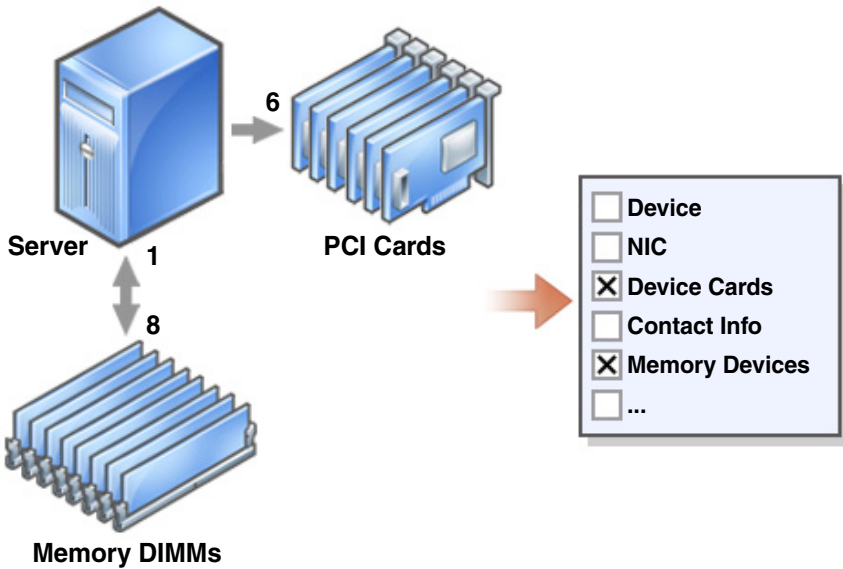 6
Server
1
PCI Cards
8
Memory DIMMs
Device
NIC
Device Cards
Contact Info
Memory Devices
...